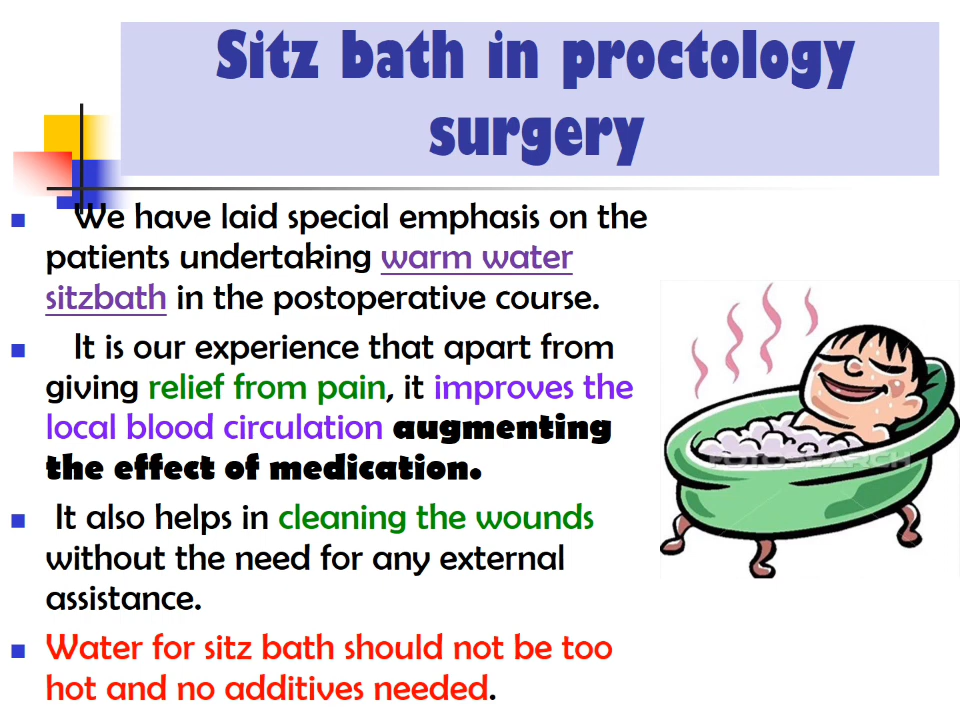 Sitz bath in proctology
surgery
We have laid special emphasis on the
patients undertaking warm water
sitzbath in the postoperative course.
It is our experience that apart from
giving relief from pain, it improves the
local blood circulation augmenting
the effect of medication.
It also helps in cleaning the wounds
without the need for any external
assistance.
Water for sitz bath should not be too
hot and no additives needed.
FOTOSEARCH